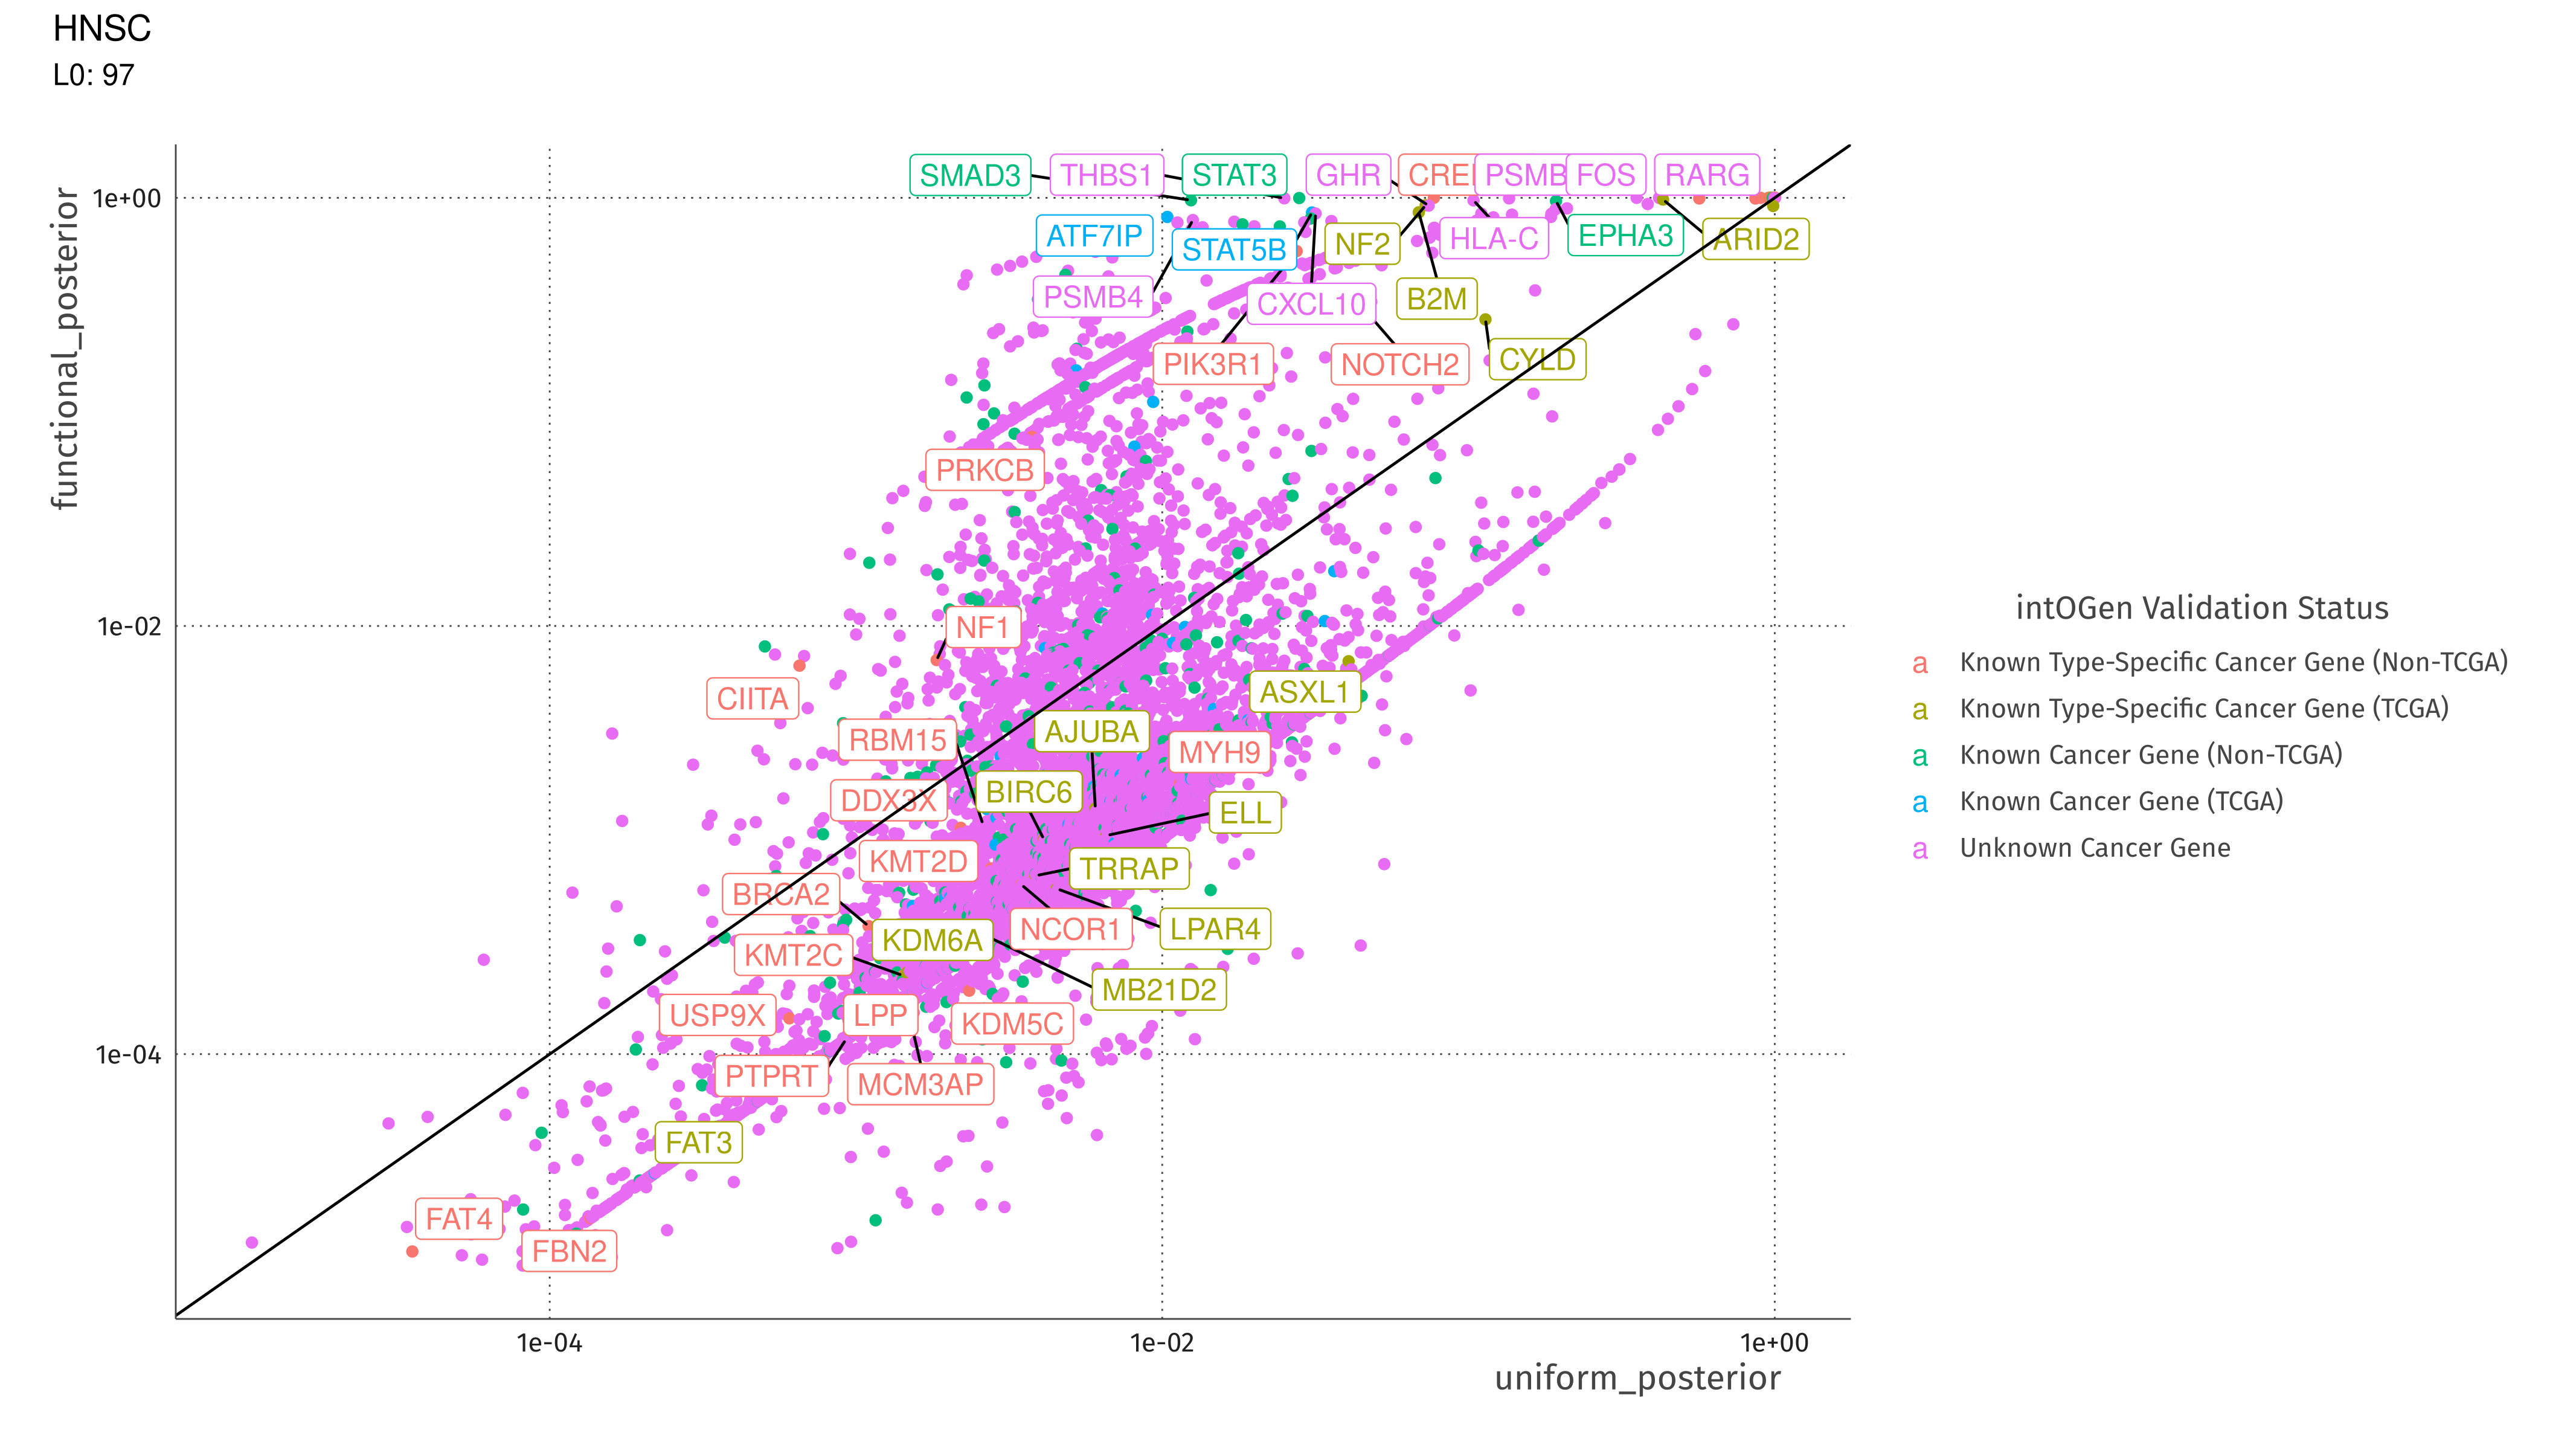 HNSC
L0: 97
functional_posterior
1e+00
1e-02
1e-04
SMAD3 THBS1 STAT3 GHR PSMB FOS RARG
ATF7IP STAT5B NF2 HLA-C EPHA3 ARID2
PSMB4 CXCL10 B2M
PIK3R1 NOTCH2 CYLD
PRKCB
NF1
CIITA ASXL1
RBM15 AJUBA MYH9
DDX3X BIRC6 ELL
KMT2D TRRAP
BRCA2
KMT2C KDM6A NCOR1 LPAR4
MB21D2
USP9X LPP KDM5C
PTPRT MCM3AP
FAT3
FAT4
FBN2
1e-04 1e-02 1e+00
uniform_posterior
intOGen Validation Status
a Known Type-Specific Cancer Gene (Non-TCGA)
a Known Type-Specific Cancer Gene (TCGA)
a Known Cancer Gene (Non-TCGA)
a Known Cancer Gene (TCGA)
a Unknown Cancer Gene